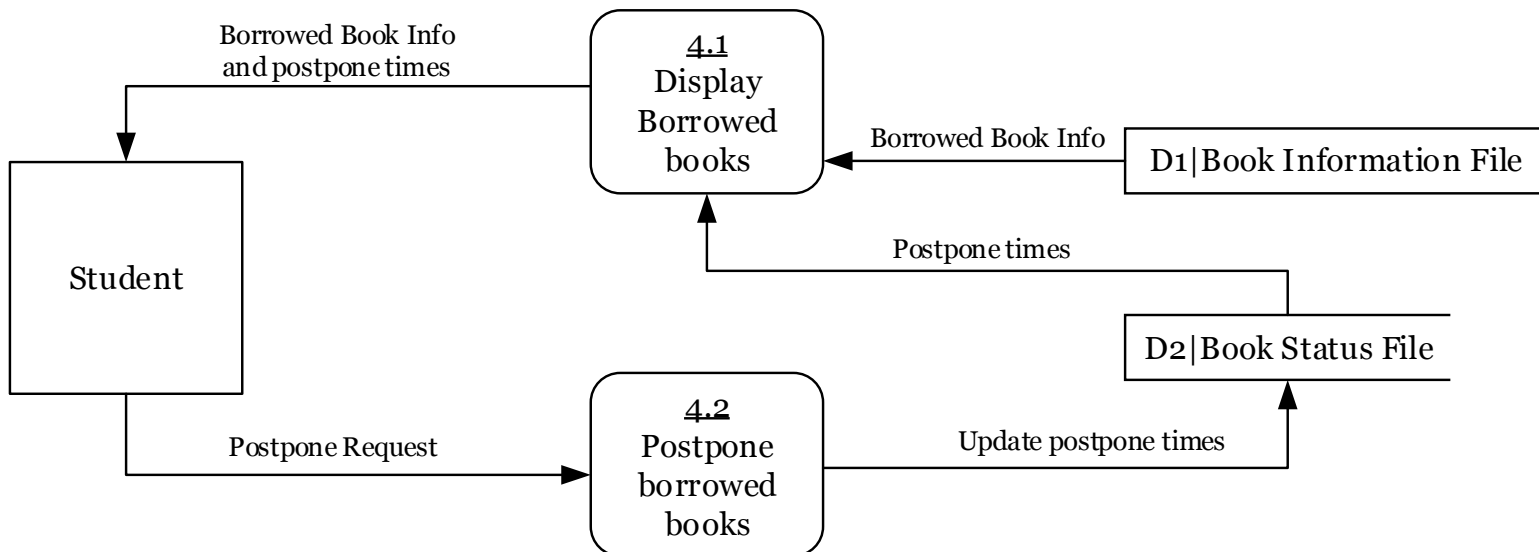 Borrowed Book Info
and postpone times
4.1
Display
Borrowed
books
Borrowed Book Info
D1|Book Information File
Postpone times
Student
D2|Book Status File
4.2
Postpone
borrowed
books
Postpone Request
Update postpone times